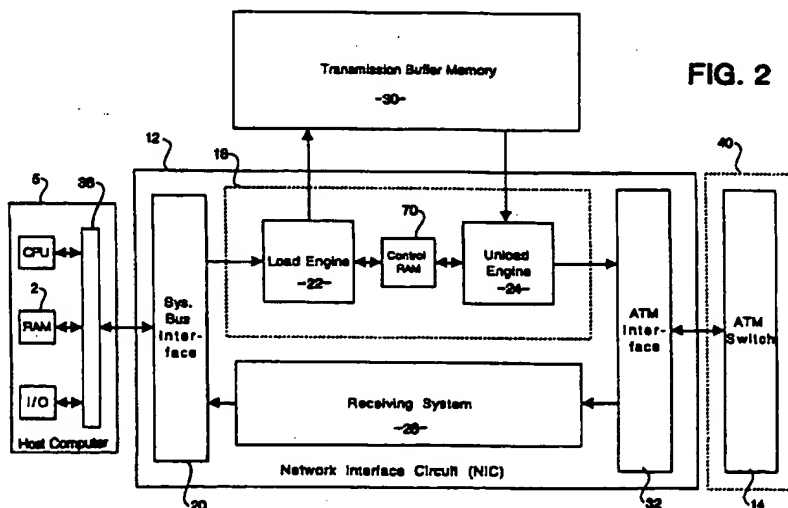 Transmission Buffer Memory
-30-
FIG. 2
12
18
40
5
38
70
CPU
2
RAM
I/O
Host Computer
Sys.
Bus
Inter-
face
Load Engine
-22-
Control
RAM
Unload
Engine
-24-
ATM
Inter-
face
ATM
Switch
Receiving System
-28-
Network Interface Circuit (NIC)
20
32
14